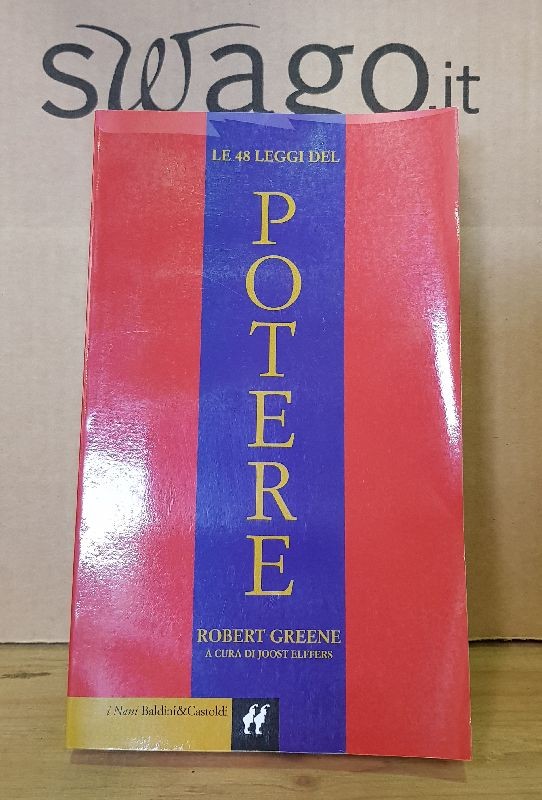 swago.it
LE 48 LEGGI DEL
POTERE
ROBERT GREENE
A CURA DI JOOST ELFFERS
i Nani Baldini&Castoldi